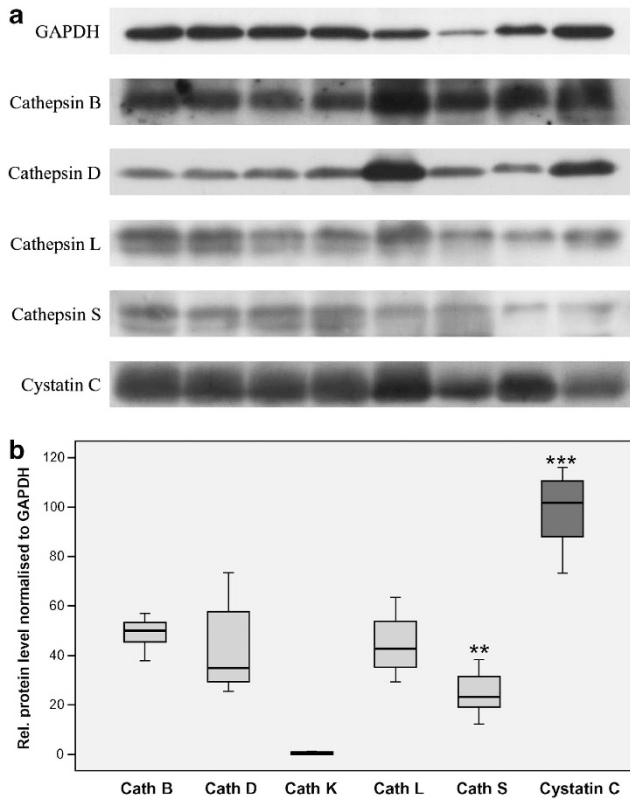 a
GAPDH
Cathepsin B
Cathepsin D
Cathepsin L
Cathepsin S
Cystatin C
b
Rel. protein level normalised to GAPDH
120
100
80
60
40
20
0
***
**
Cath B Cath D Cath K Cath L Cath S Cystatin C